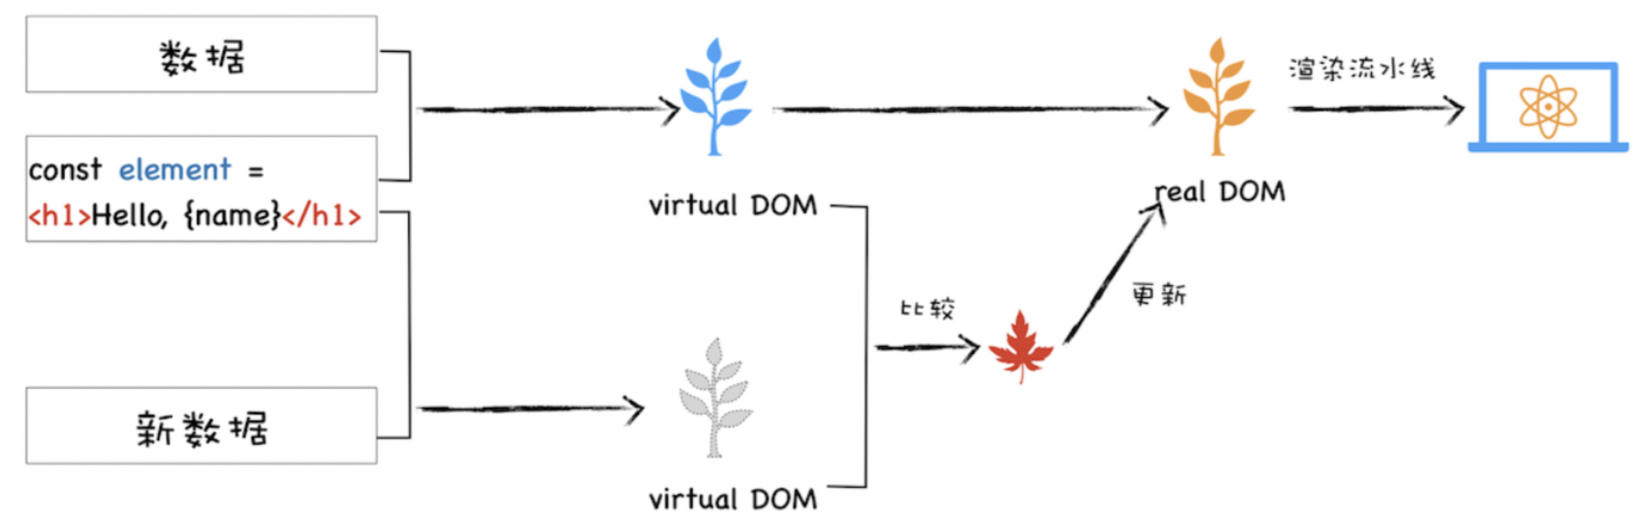 数据
const element =
<h1>Hello, {name}</h1>
新数据
virtual DOM
virtual DOM
比较
更新
real DOM
渲染流水线